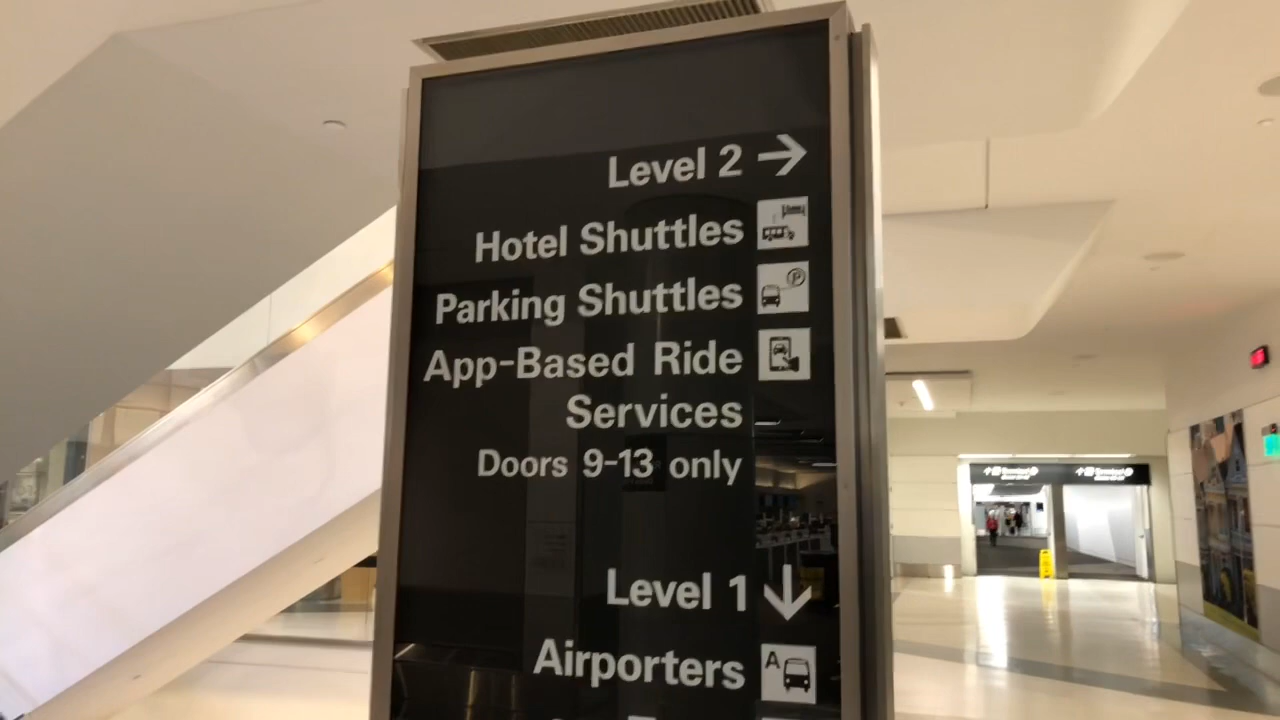 Level 2 →
Hotel Shuttles
Parking Shuttles
App-Based Ride
Services
Doors 9-13 only
Level 1 ↓
Airporters